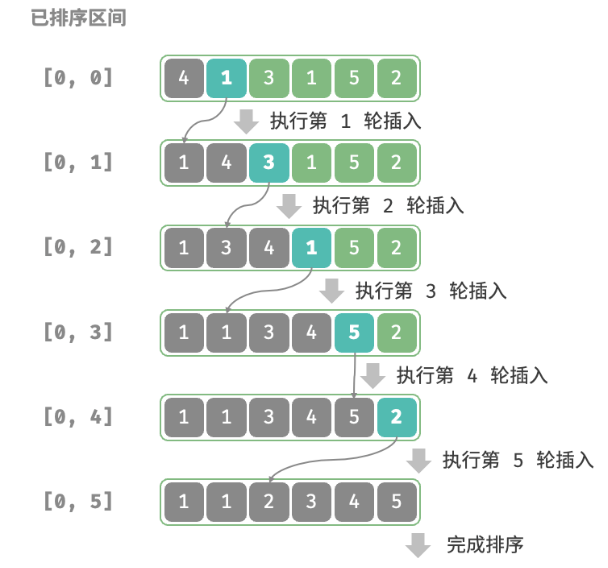 已排序区间
[0, 0] 4 1 3 1 5 2
执行第 1 轮插入
[0, 1] 1 4 3 1 5 2
执行第 2 轮插入
[0, 2] 1 3 4 1 5 2
执行第 3 轮插入
[0, 3] 1 1 3 4 5 2
执行第 4 轮插入
[0, 4] 1 1 3 4 5 2
执行第 5 轮插入
[0, 5] 1 1 2 3 4 5
完成排序